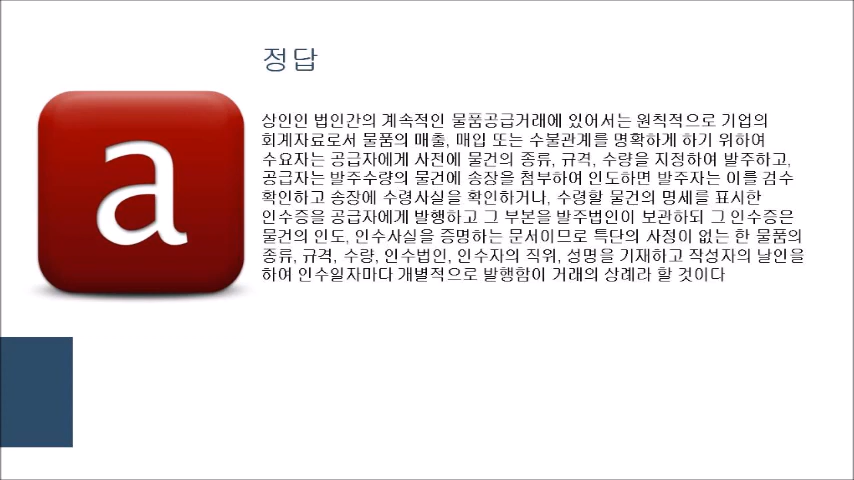 정답
a
상인인 법인간의 계속적인 물품공급거래에 있어서는 원칙적으로 기업의
회계자료로서 물품의 매출, 매입 또는 수불관계를 명확하게 하기 위하여
수요자는 공급자에게 사전에 물건의 종류, 규격, 수량을 지정하여 발주하고,
공급자는 발주수량의 물건에 송장을 첨부하여 인도하면 발주자는 이를 검수
확인하고 송장에 수령사실을 확인하거나, 수령할 물건의 명세를 표시한
인수증을 공급자에게 발행하고 그 부본을 발주법인이 보관하되 그 인수증은
물건의 인도, 인수사실을 증명하는 문서이므로 특단의 사정이 없는 한 물품의
종류, 규격, 수량, 인수법인, 인수자의 직위, 성명을 기재하고 작성자의 날인을
하여 인수일자마다 개별적으로 발행함이 거래의 상례라 할 것이다